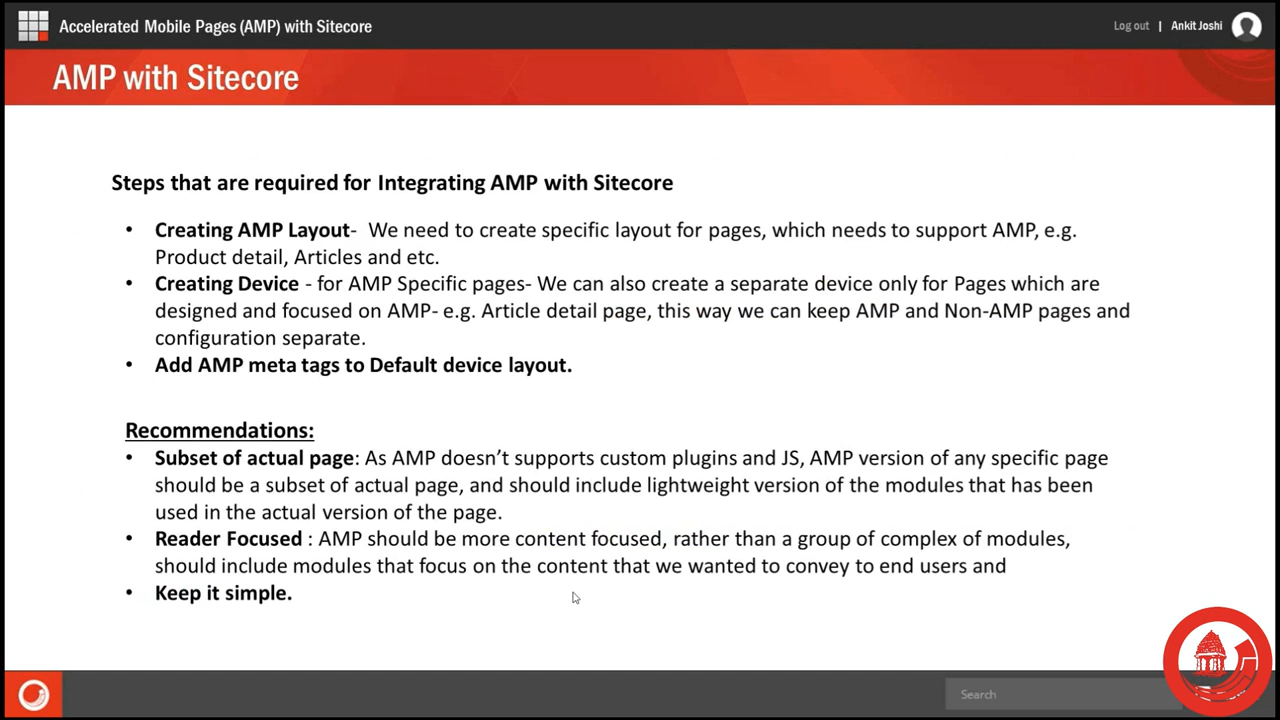 Accelerated Mobile Pages (AMP) with Sitecore
Log out | Ankit Joshi
AMP with Sitecore
Steps that are required for Integrating AMP with Sitecore
• Creating AMP Layout- We need to create specific layout for pages, which needs to support AMP, e.g.
Product detail, Articles and etc.
• Creating Device - for AMP Specific pages- We can also create a separate device only for Pages which are
designed and focused on AMP- e.g. Article detail page, this way we can keep AMP and Non-AMP pages and
configuration separate.
• Add AMP meta tags to Default device layout.
Recommendations:
• Subset of actual page: As AMP doesn’t supports custom plugins and JS, AMP version of any specific page
should be a subset of actual page, and should include lightweight version of the modules that has been
used in the actual version of the page.
• Reader Focused : AMP should be more content focused, rather than a group of complex of modules,
should include modules that focus on the content that we wanted to convey to end users and
• Keep it simple.
Search